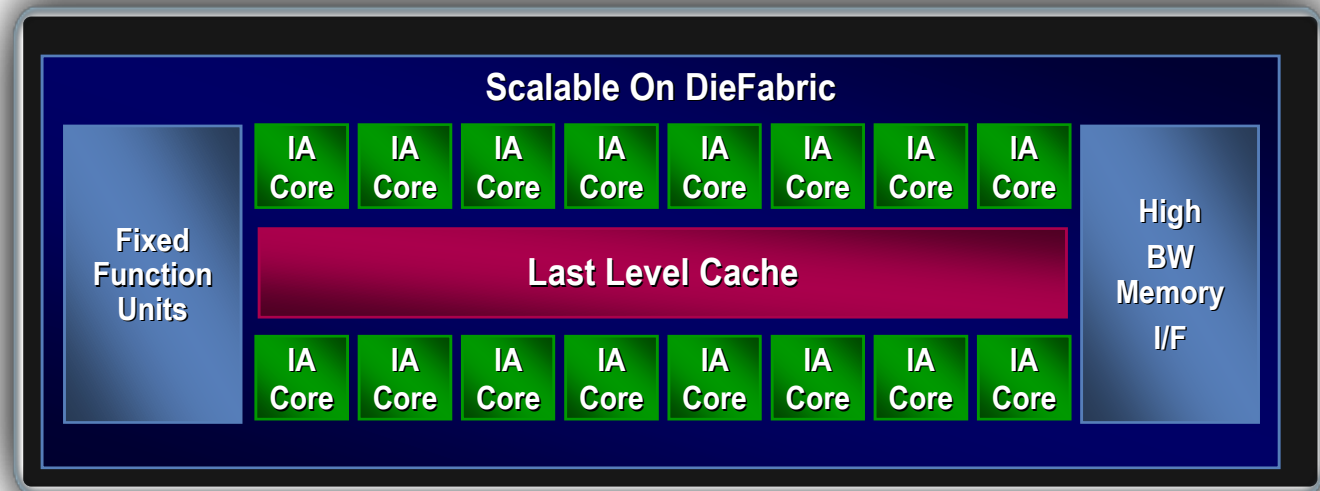 Scalable On DieFabric
IA
Core
IA
Core
IA
Core
IA
Core
IA
Core
IA
Core
IA
Core
IA
Core
Fixed
Function
Units
Last Level Cache
High
BW
Memory
I/F
IA
Core
IA
Core
IA
Core
IA
Core
IA
Core
IA
Core
IA
Core
IA
Core